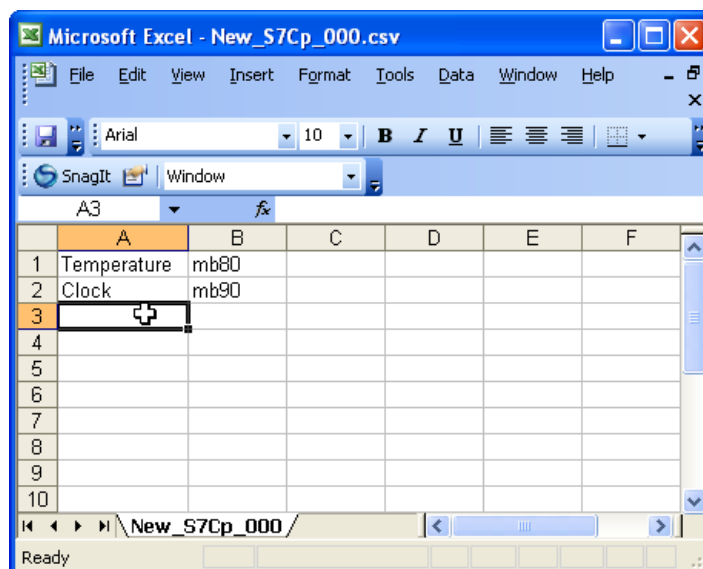 Microsoft Excel - New_S7Cp_000.csv
File Edit View Insert Format Tools Data Window Help
Arial 10 B I U
SnagIt Window
A3 fx
A B C D E F
1 Temperature mb80
2 Clock mb90
3
4
5
6
7
8
9
10
New_S7Cp_000
Ready